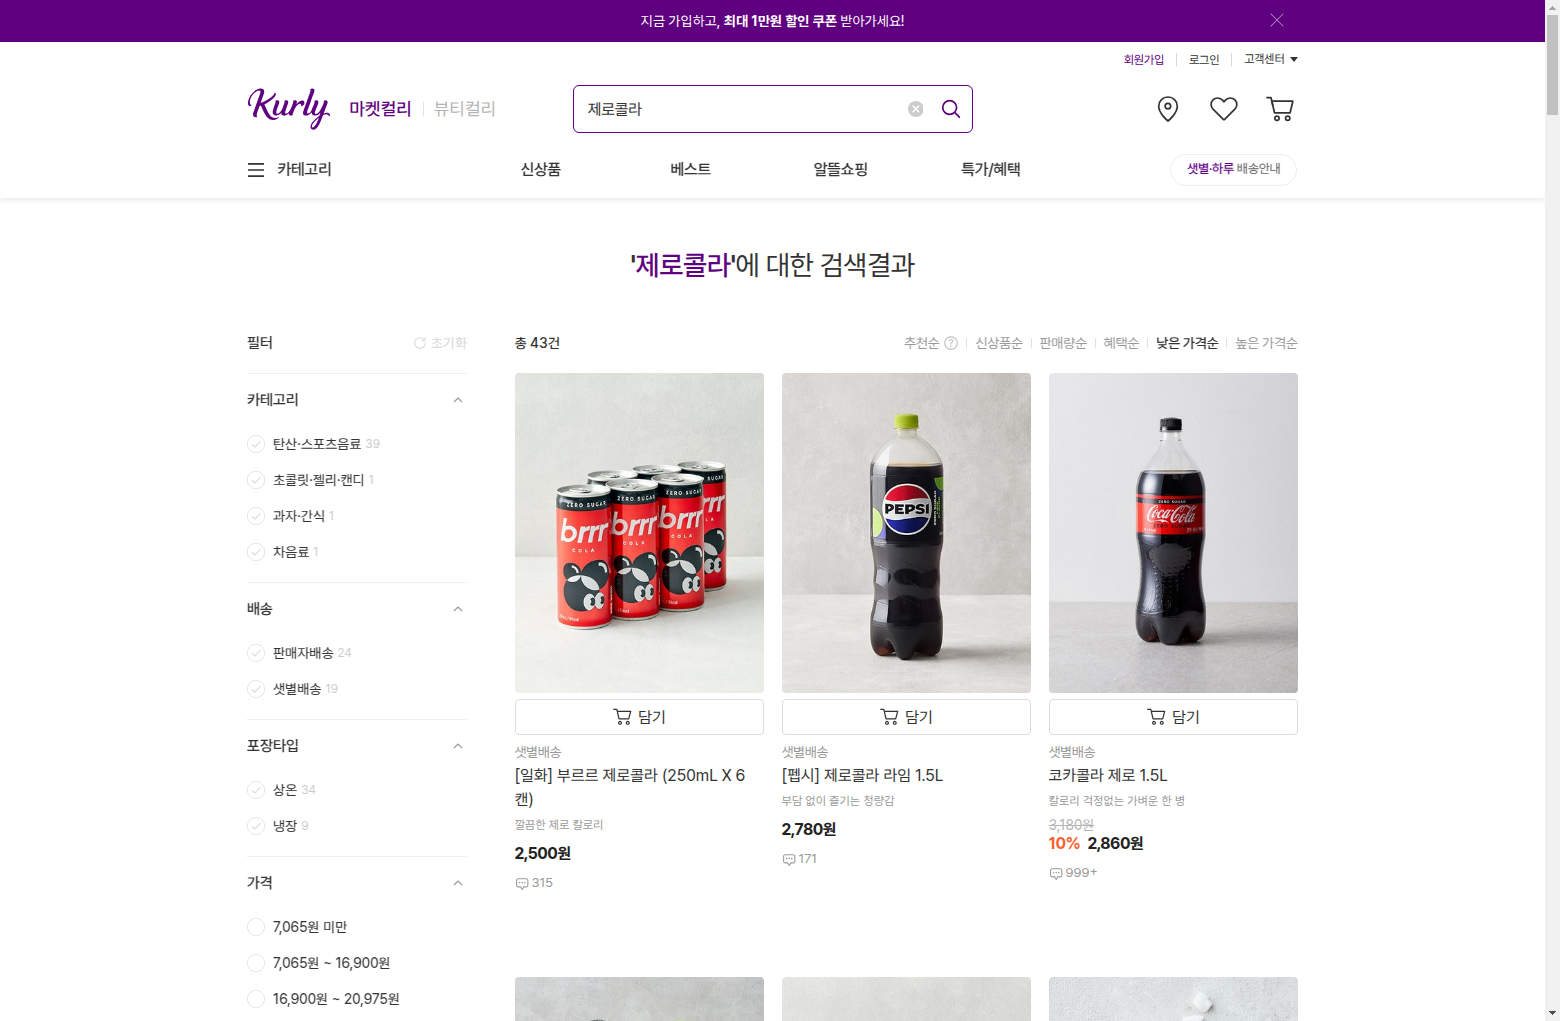 지금 가입하고, 최대 1만원 할인 쿠폰 받아가세요!
회원가입
로그인
고객센터
Kurly
마켓컬리
뷰티컬리
제로콜라
카테고리
신상품
베스트
알뜰쇼핑
특가/혜택
샛별·하루 배송안내
'제로콜라'에 대한 검색결과
필터
초기화
카테고리
탄산·스포츠음료 39
초콜릿·젤리·캔디 1
과자·간식 1
차음료 1
배송
판매자배송 24
샛별배송 19
포장타입
상온 34
냉장 9
가격
7,065원 미만
7,065원 ~ 16,900원
16,900원 ~ 20,975원
총 43건
추천순 ?
신상품순
판매량순
혜택순
낮은 가격순
높은 가격순
ZERO SUGAR
brrr
COLA
담기
샛별배송
[일화] 부르르 제로콜라 (250mL X 6
캔)
깔끔한 제로 칼로리
2,500원
315
PEPSI
담기
샛별배송
[펩시] 제로콜라 라임 1.5L
부담 없이 즐기는 청량감
2,780원
171
Coca-Cola
담기
샛별배송
코카콜라 제로 1.5L
칼로리 걱정없는 가벼운 한 병
3,180원
10% 2,860원
999+